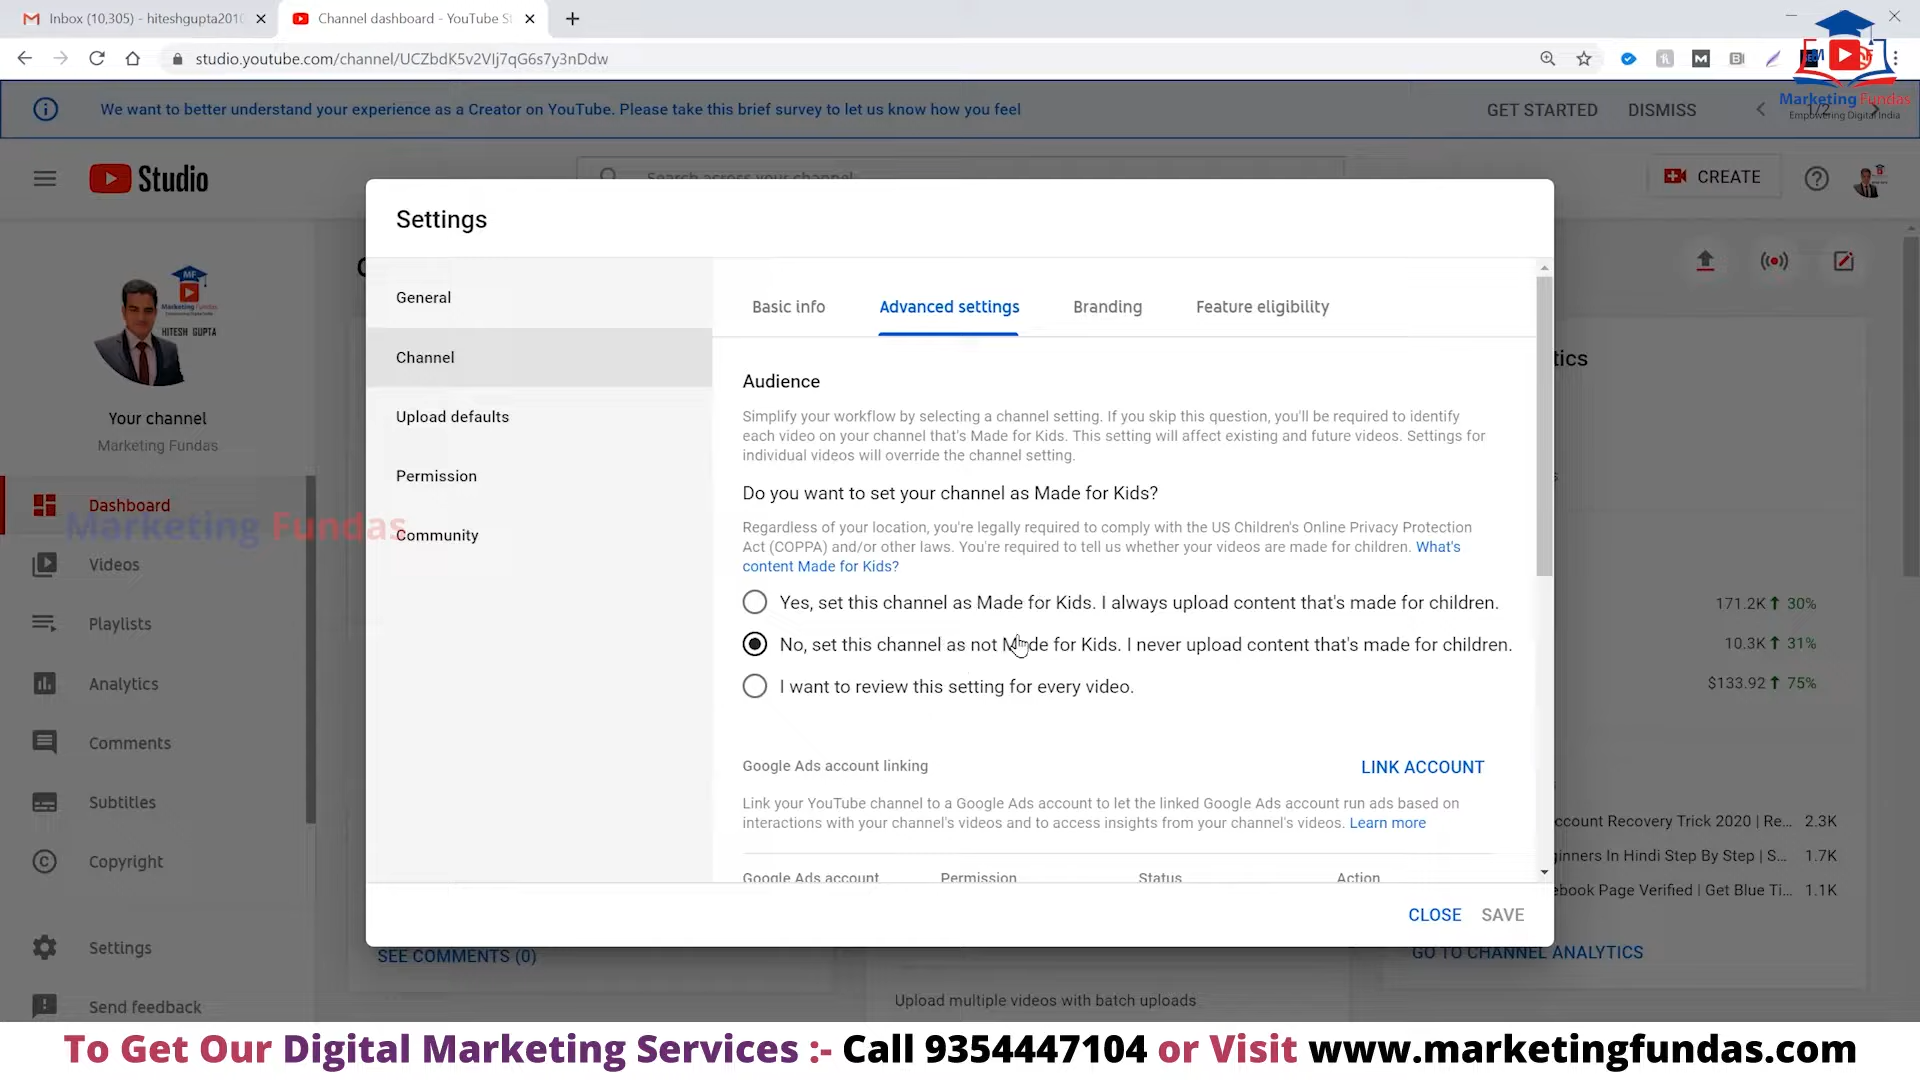 Inbox (10,305) - hiteshgupta2010
Channel dashboard - YouTube S
studio.youtube.com/channel/UCZbdK5v2VIj7qG6s7y3nDdw
We want to better understand your experience as a Creator on YouTube. Please take this brief survey to let us know how you feel
GET STARTED
DISMISS
1/2
Marketing Fundas
Empowering Digital India
Studio
Search across your channel
CREATE
Settings
MF
Marketing Fundas
HITESH GUPTA
Your channel
Marketing Fundas
Dashboard
Marketing Fundas
Videos
Playlists
Analytics
Comments
Subtitles
Copyright
Settings
Send feedback
General
Channel
Upload defaults
Permission
Community
Basic info
Advanced settings
Branding
Feature eligibility
Audience
Simplify your workflow by selecting a channel setting. If you skip this question, you'll be required to identify
each video on your channel that's Made for Kids. This setting will affect existing and future videos. Settings for
individual videos will override the channel setting.
Do you want to set your channel as Made for Kids?
Regardless of your location, you're legally required to comply with the US Children's Online Privacy Protection
Act (COPPA) and/or other laws. You're required to tell us whether your videos are made for children. What's
content Made for Kids?
Yes, set this channel as Made for Kids. I always upload content that's made for children.
No, set this channel as not Made for Kids. I never upload content that's made for children.
I want to review this setting for every video.
Google Ads account linking
LINK ACCOUNT
Link your YouTube channel to a Google Ads account to let the linked Google Ads account run ads based on
interactions with your channel's videos and to access insights from your channel's videos. Learn more
Google Ads account
Permission
Status
Action
CLOSE
SAVE
tics
171.2K 30%
10.3K 31%
$133.92 75%
ccount Recovery Trick 2020 | Re... 2.3K
inners In Hindi Step By Step | S... 1.7K
ebook Page Verified | Get Blue Ti... 1.1K
SEE COMMENTS (0)
GO TO CHANNEL ANALYTICS
Upload multiple videos with batch uploads
To Get Our Digital Marketing Services :- Call 9354447104 or Visit www.marketingfundas.com